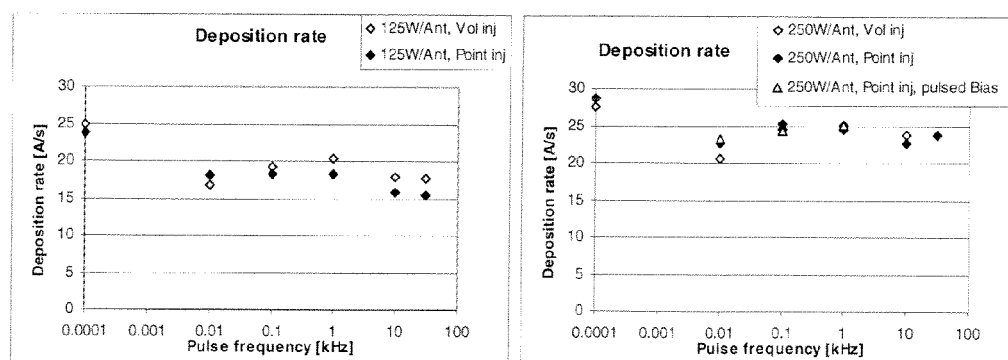 Deposition rate
125W/Ant, Vol inj
125W/Ant, Point inj
Deposition rate [A/s]
30
25
20
15
10
5
0
0.0001 0.001 0.01 0.1 1 10 100
Pulse frequency [kHz]
Deposition rate
250W/Ant, Vol inj
250W/Ant, Point inj
250W/Ant, Point inj, pulsed Bias
Deposition rate [A/s]
30
25
20
15
10
5
0
0.0001 0.001 0.01 0.1 1 10 100
Pulse frequency [kHz]